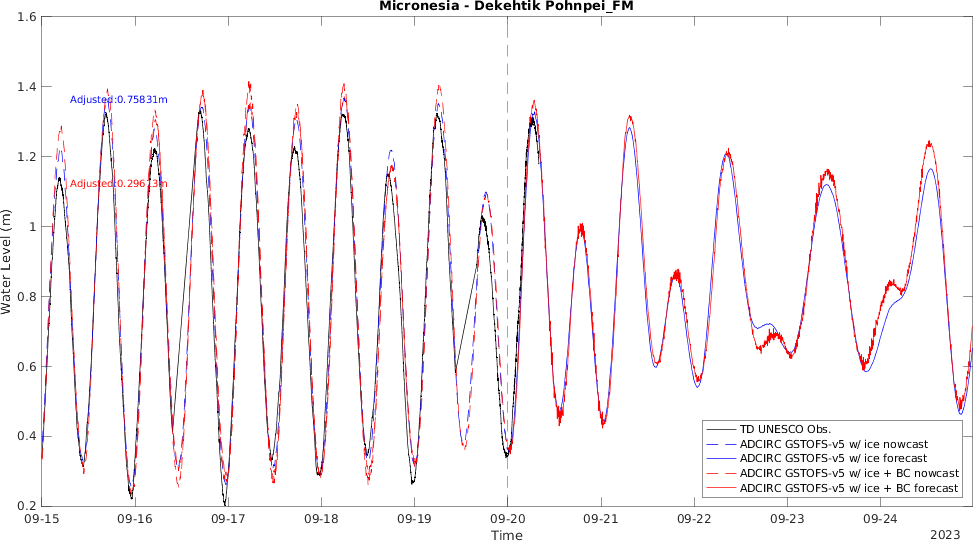 Micronesia - Dekehtik Pohnpei_FM
1.6
1.4
1.2
1
0.8
0.6
0.4
0.2
Water Level (m)
Adjusted:0.75831m
Adjusted:0.29613m
TD UNESCO Obs.
ADCIRC GSTOFS-v5 w/ ice nowcast
ADCIRC GSTOFS-v5 w/ ice forecast
ADCIRC GSTOFS-v5 w/ ice + BC nowcast
ADCIRC GSTOFS-v5 w/ ice + BC forecast
09-15 09-16 09-17 09-18 09-19 09-20 09-21 09-22 09-23 09-24
Time
2023